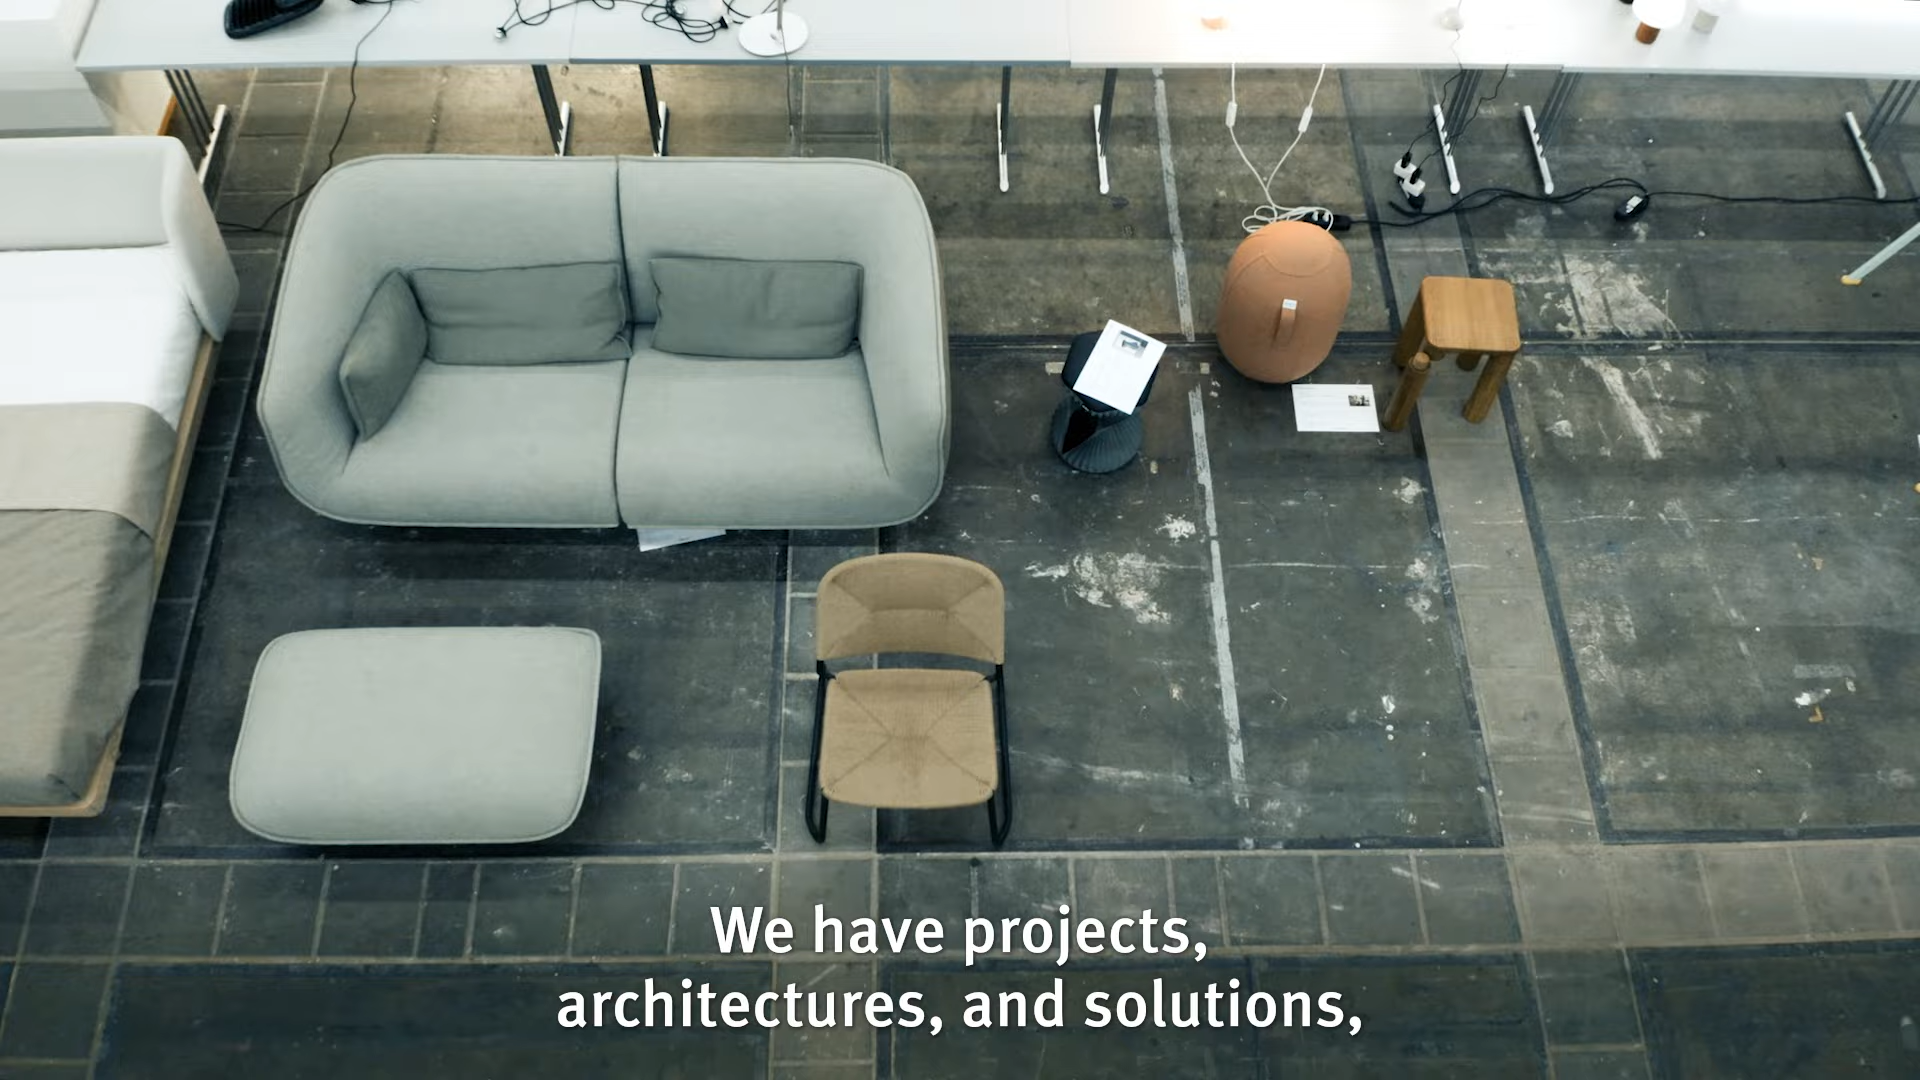 We have projects,
architectures, and solutions,